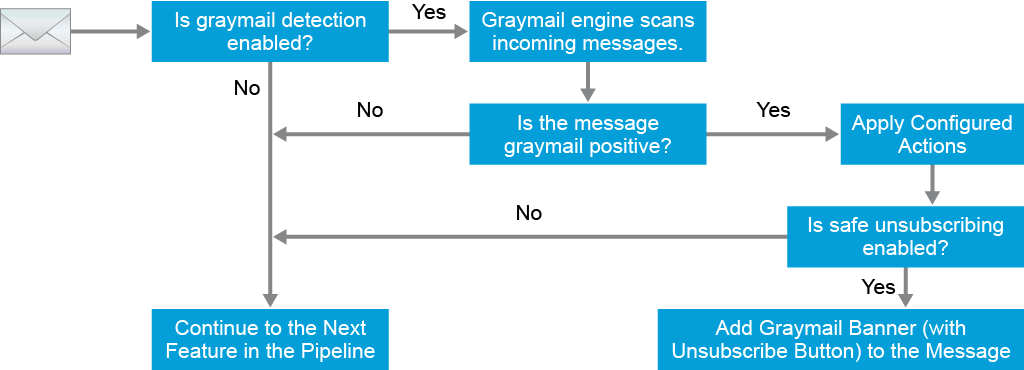 Is graymail detection
enabled?
Yes
Graymail engine scans
incoming messages.
No
No
Is the message
graymail positive?
Yes
Apply Configured
Actions
No
Is safe unsubscribing
enabled?
Yes
Continue to the Next
Feature in the Pipeline
Add Graymail Banner (with
Unsubscribe Button) to the Message